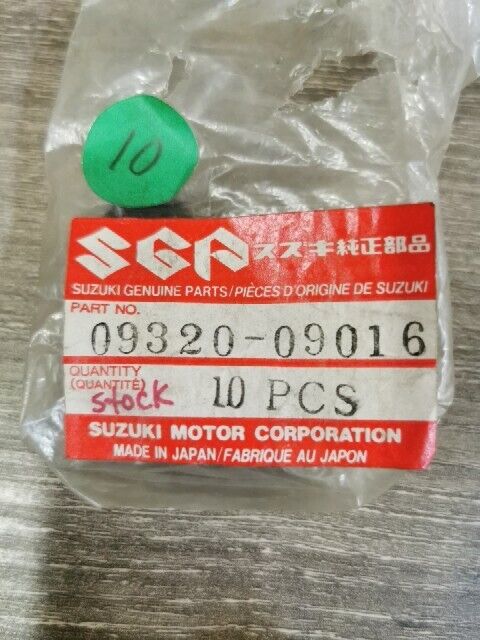 10
SGP スズキ純正部品
SUZUKI GENUINE PARTS/PIÈCES D'ORIGINE DE SUZUKI
PART NO.
09320-09016
QUANTITY
(QUANTITÉ)
stock
10 PCS
SUZUKI MOTOR CORPORATION
MADE IN JAPAN/FABRIQUÉ AU JAPON